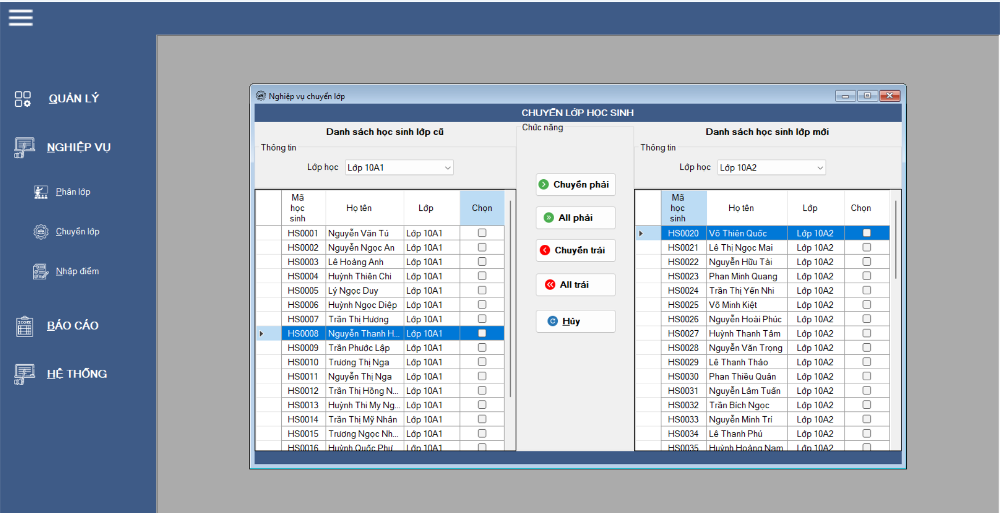 QUẢN LÝ
NGHIỆP VỤ
Phân lớp
Chuyển lớp
Nhập điểm
SCORE
BÁO CÁO
HỆ THỐNG
Nghiệp vụ chuyển lớp
CHUYỂN LỚP HỌC SINH
Danh sách học sinh lớp cũ
Thông tin
Lớp học Lớp 10A1
Mã học sinh Họ tên Lớp Chọn
HS0001 Nguyễn Văn Tú Lớp 10A1
HS0002 Nguyễn Ngọc An Lớp 10A1
HS0003 Lê Hoàng Anh Lớp 10A1
HS0004 Huỳnh Thiên Chi Lớp 10A1
HS0005 Lý Ngọc Duy Lớp 10A1
HS0006 Huỳnh Ngọc Diệp Lớp 10A1
HS0007 Trần Thị Hương Lớp 10A1
HS0008 Nguyễn Thanh H... Lớp 10A1
HS0009 Trần Phước Lập Lớp 10A1
HS0010 Trương Thị Nga Lớp 10A1
HS0011 Nguyễn Thị Nga Lớp 10A1
HS0012 Trần Thị Hồng N... Lớp 10A1
HS0013 Huỳnh Thi My Ng... Lớp 10A1
HS0014 Trần Thị Mỹ Nhân Lớp 10A1
HS0015 Trương Ngọc Nh... Lớp 10A1
HS0016 Huỳnh Quốc Phu Lớp 10A1
Chức năng
Chuyển phải
All phải
Chuyển trái
All trái
Hủy
Danh sách học sinh lớp mới
Thông tin
Lớp học Lớp 10A2
Mã học sinh Họ tên Lớp Chọn
HS0020 Võ Thiên Quốc Lớp 10A2
HS0021 Lê Thị Ngọc Mai Lớp 10A2
HS0022 Nguyễn Hữu Tài Lớp 10A2
HS0023 Phan Minh Quang Lớp 10A2
HS0024 Trần Thị Yến Nhi Lớp 10A2
HS0025 Võ Minh Kiệt Lớp 10A2
HS0026 Nguyễn Hoài Phúc Lớp 10A2
HS0027 Huỳnh Thanh Tâm Lớp 10A2
HS0028 Nguyễn Văn Trọng Lớp 10A2
HS0029 Lê Thanh Thảo Lớp 10A2
HS0030 Phan Thiều Quân Lớp 10A2
HS0031 Nguyễn Lâm Tuấn Lớp 10A2
HS0032 Trần Bích Ngọc Lớp 10A2
HS0033 Nguyễn Minh Trí Lớp 10A2
HS0034 Lê Thanh Phú Lớp 10A2
HS0035 Huỳnh Hoàng Nam Lớp 10A2